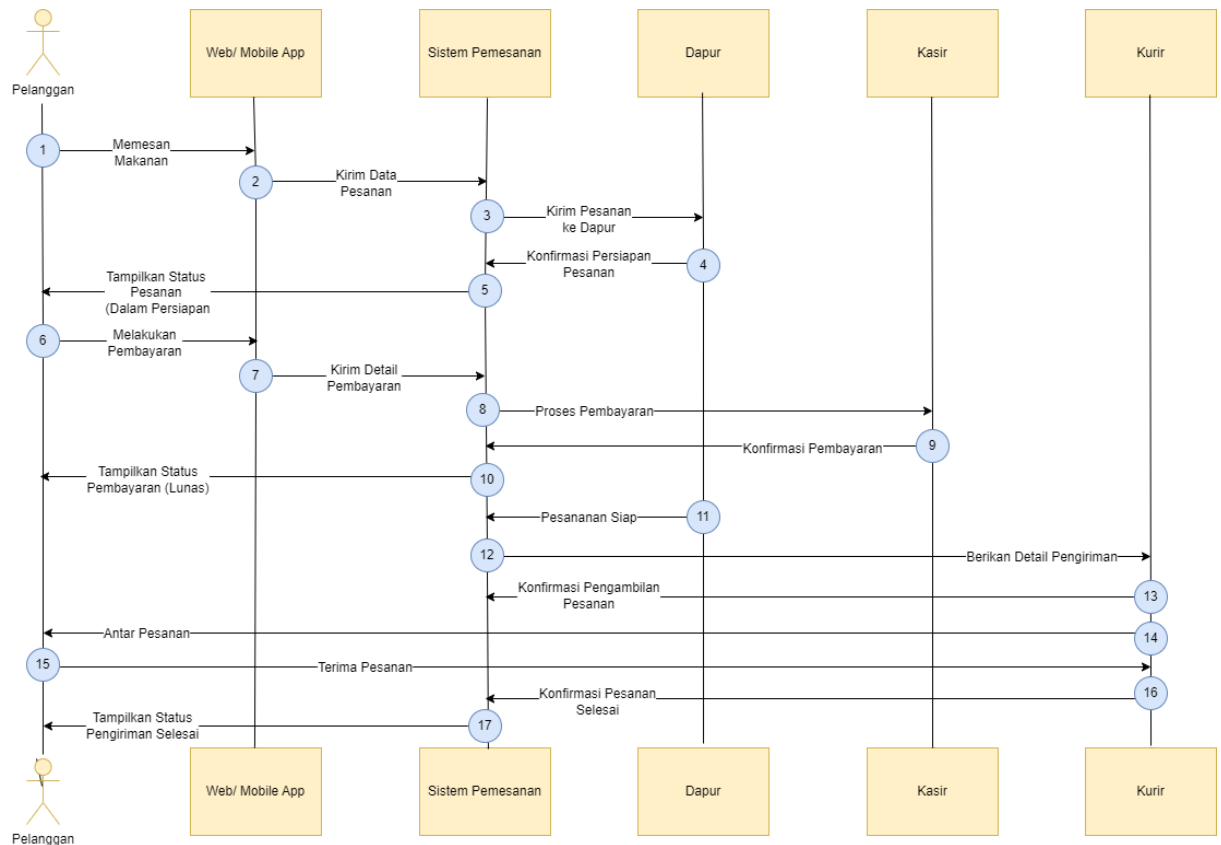 Pelanggan
Web/ Mobile App
Sistem Pemesanan
Dapur
Kasir
Kurir
1
Memesan
Makanan
2
Kirim Data
Pesanan
3
Kirim Pesanan
ke Dapur
Konfirmasi Persiapan
Pesanan
4
Tampilkan Status
Pesanan
(Dalam Persiapan
5
6
Melakukan
Pembayaran
7
Kirim Detail
Pembayaran
8
Proses Pembayaran
Konfirmasi Pembayaran
9
Tampilkan Status
Pembayaran (Lunas)
10
Pesananan Siap
11
12
Berikan Detail Pengiriman
Konfirmasi Pengambilan
Pesanan
13
Antar Pesanan
14
15
Terima Pesanan
Konfirmasi Pesanan
Selesai
16
Tampilkan Status
Pengiriman Selesai
17
Pelanggan
Web/ Mobile App
Sistem Pemesanan
Dapur
Kasir
Kurir